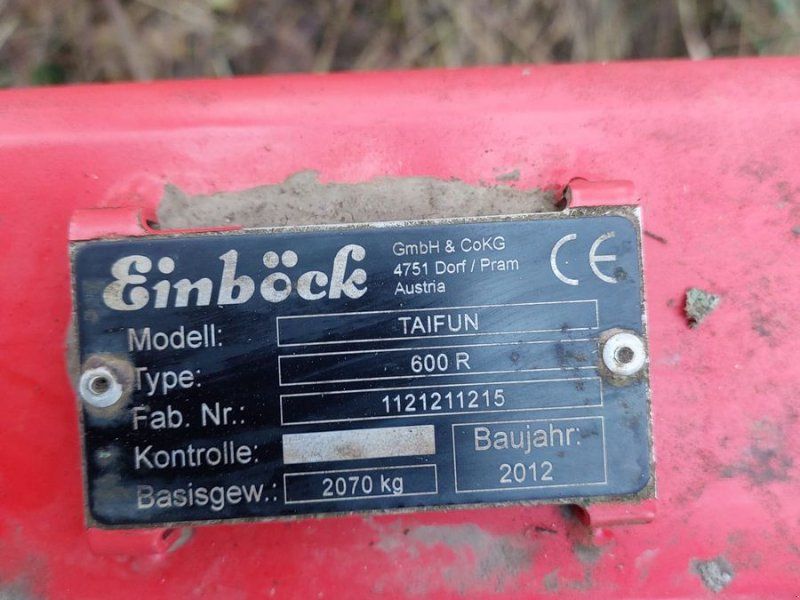 Einböck
GmbH & CoKG
4751 Dorf / Pram
Austria
CE
Modell: TAIFUN
Type: 600 R
Fab. Nr.: 1121211215
Kontrolle:
Basisgew.: 2070 kg
Baujahr:
2012